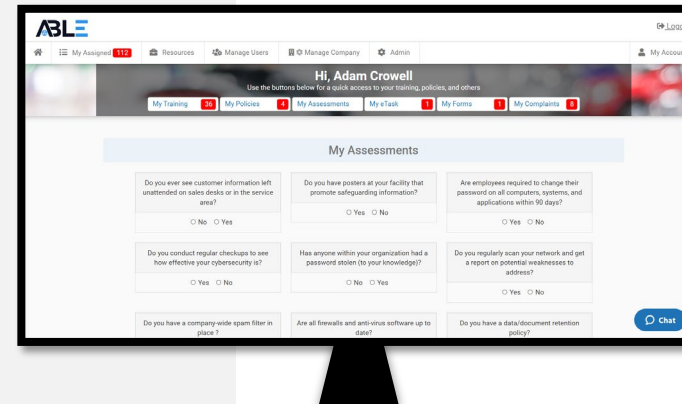 ABLE
Logo
My Assigned 112 Resources Manage Users Manage Company Admin My Accou
Hi, Adam Crowell
Use the buttons below for a quick access to your training, policies, and others
My Training 36 My Policies 4 My Assessments My eTask 1 My Forms 1 My Complaints 8
My Assessments
Do you ever see customer information left
unattended on sales desks or in the service
area?
No Yes
Do you have posters at your facility that
promote safeguarding information?
Yes No
Are employees required to change their
password on all computers, systems, and
applications within 90 days?
Yes No
Do you conduct regular checkups to see
how effective your cybersecurity is?
Yes No
Has anyone within your organization had a
password stolen (to your knowledge)?
No Yes
Do you regularly scan your network and get
a report on potential weaknesses to
address?
Yes No
Do you have a company-wide spam filter in
place ?
Are all firewalls and anti-virus software up to
date?
Do you have a data/document retention
policy?
Chat